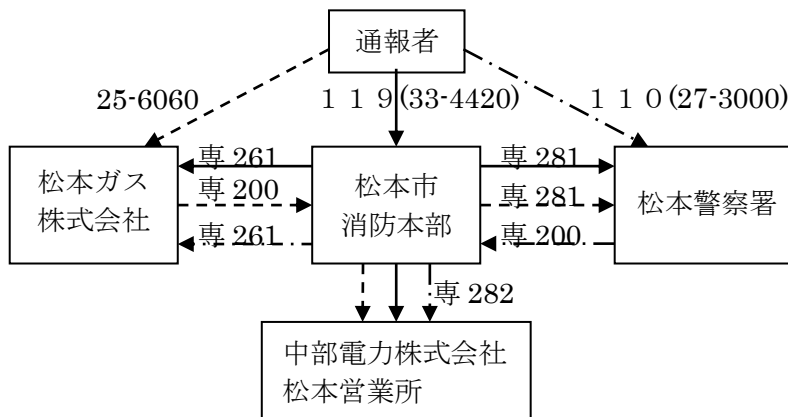 通報者
25-6060
１１９(33-4420)
１１０(27-3000)
専 261
専 281
松本ガス
株式会社
専 200
専 261
松本市
消防本部
専 281
専 200
松本警察署
専 282
中部電力株式会社
松本営業所